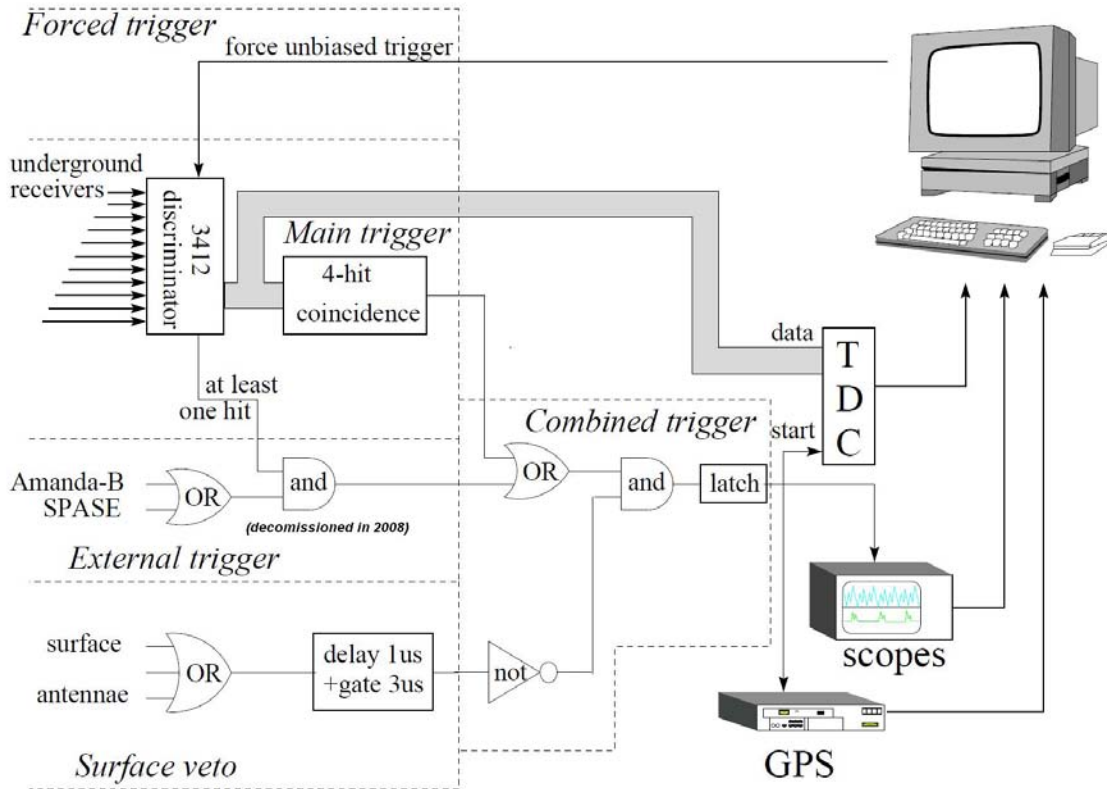 Forced trigger
force unbiased trigger
underground
receivers
3412
discriminator
Main trigger
4-hit
coincidence
data
T
D
C
at least
one hit
Combined trigger
start
Amanda-B
SPASE
OR
and
OR
and
latch
(decomissioned in 2008)
External trigger
surface
antennae
OR
delay 1us
+gate 3us
not
scopes
Surface veto
GPS